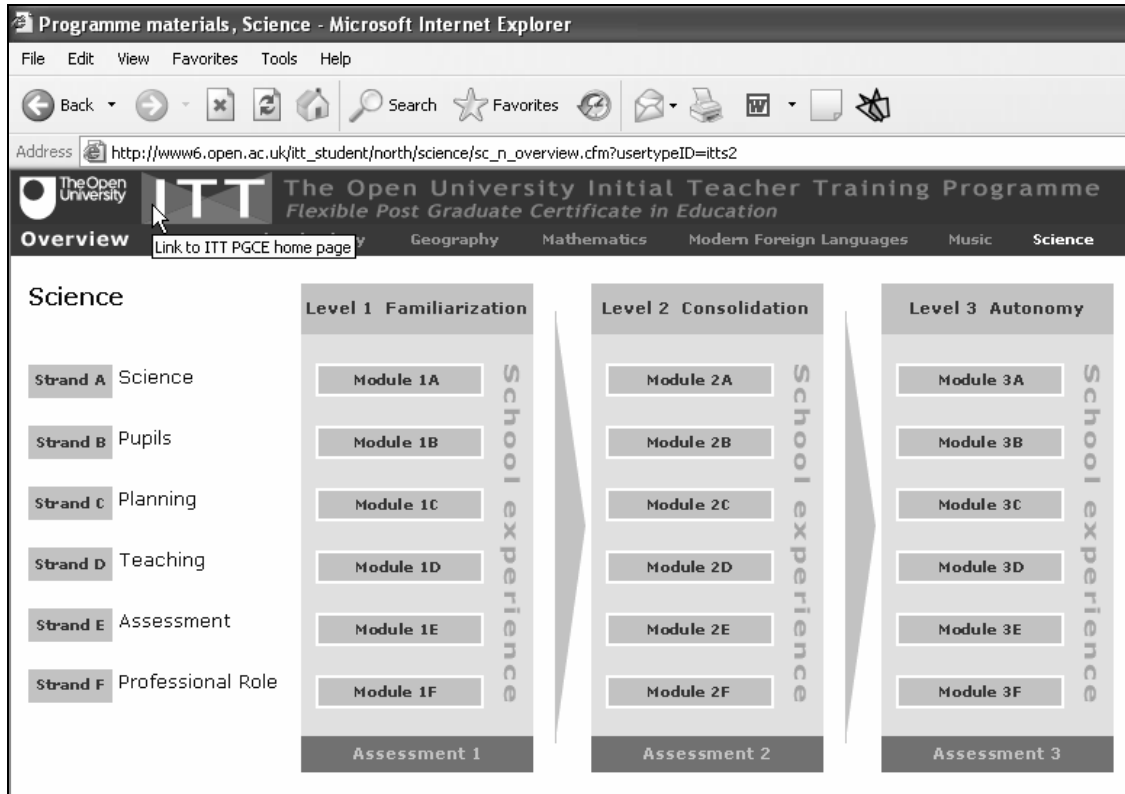 Programme materials, Science - Microsoft Internet Explorer
File Edit View Favorites Tools Help
Back Search Favorites
Address http://www6.open.ac.uk/itt_student/north/science/sc_n_overview.cfm?usertypeID=itts2
The Open University ITT The Open University Initial Teacher Training Programme
Flexible Post Graduate Certificate in Education
Overview Geography Mathematics Modern Foreign Languages Music Science
Link to ITT PGCE home page
Science
Level 1 Familiarization Level 2 Consolidation Level 3 Autonomy
Strand A Science Module 1A Module 2A Module 3A
Strand B Pupils Module 1B Module 2B Module 3B
Strand C Planning Module 1C Module 2C Module 3C
Strand D Teaching Module 1D Module 2D Module 3D
Strand E Assessment Module 1E Module 2E Module 3E
Strand F Professional Role Module 1F Module 2F Module 3F
School experience
School experience
School experience
Assessment 1 Assessment 2 Assessment 3